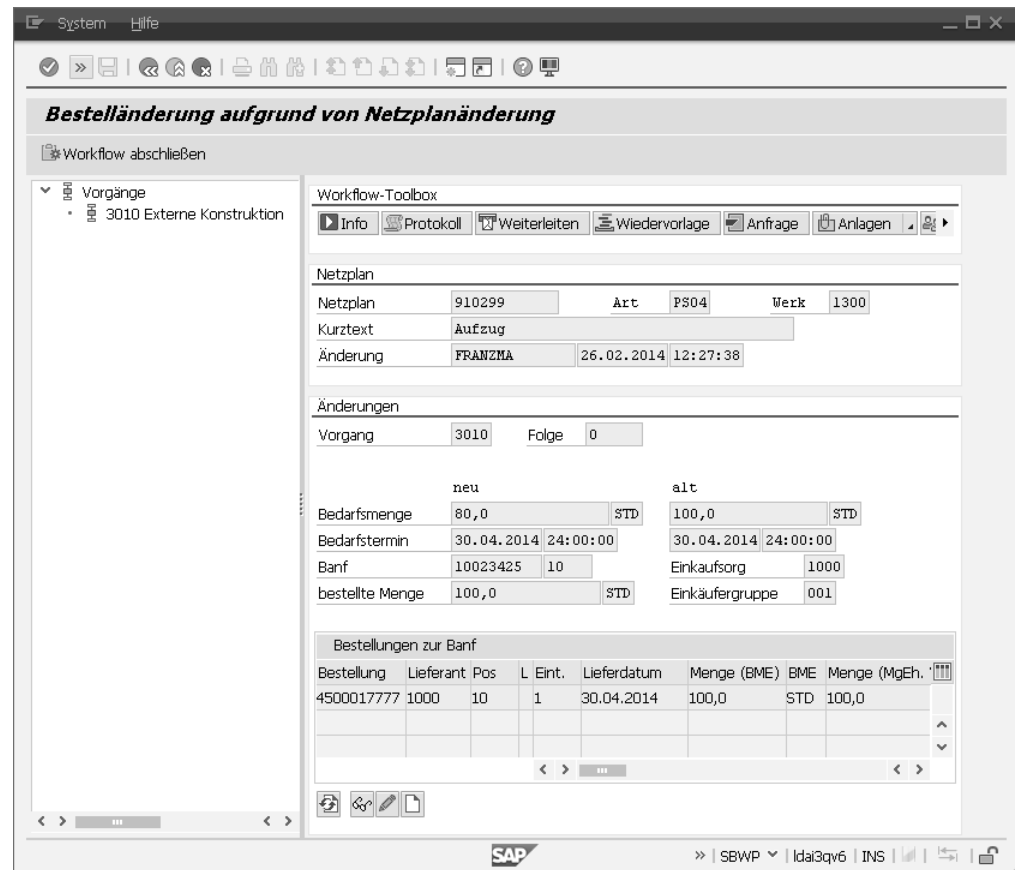 System Hilfe
Bestelländerung aufgrund von Netzplanänderung
Workflow abschließen
Vorgänge
3010 Externe Konstruktion
Workflow-Toolbox
Info Protokoll Weiterleiten Wiedervorlage Anfrage Anlagen
Netzplan
Netzplan 910299 Art PS04 Werk 1300
Kurztext Aufzug
Änderung FRANZMA 26.02.2014 12:27:38
Änderungen
Vorgang 3010 Folge 0
neu alt
Bedarfsmenge 80,0 STD 100,0 STD
Bedarfstermin 30.04.2014 24:00:00 30.04.2014 24:00:00
Banf 10023425 10 Einkaufsorg 1000
bestellte Menge 100,0 STD Einkäufergruppe 001
Bestellungen zur Banf
Bestellung Lieferant Pos L Eint. Lieferdatum Menge (BME) BME Menge (MgEh.
4500017777 1000 10 1 30.04.2014 100,0 STD 100,0
SAP » | SBWP | ldai3qv6 | INS